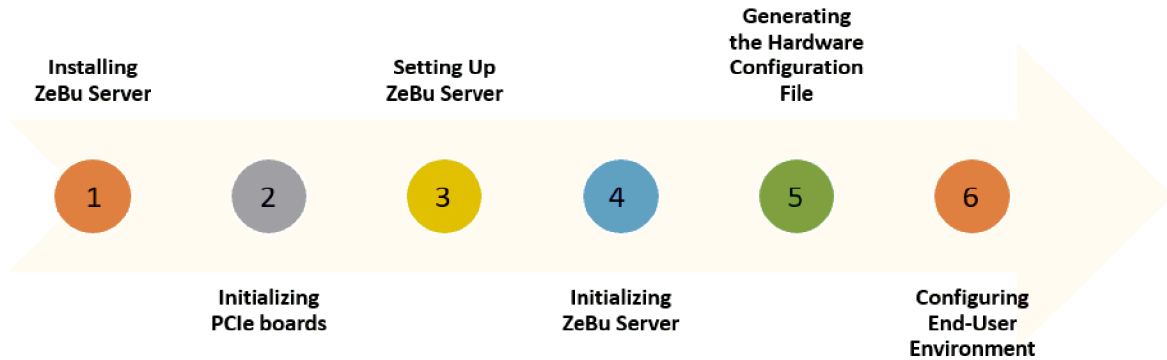 Installing
ZeBu Server
1
Initializing
PCIe boards
2
Setting Up
ZeBu Server
3
Initializing
ZeBu Server
4
Generating
the Hardware
Configuration
File
5
Configuring
End-User
Environment
6